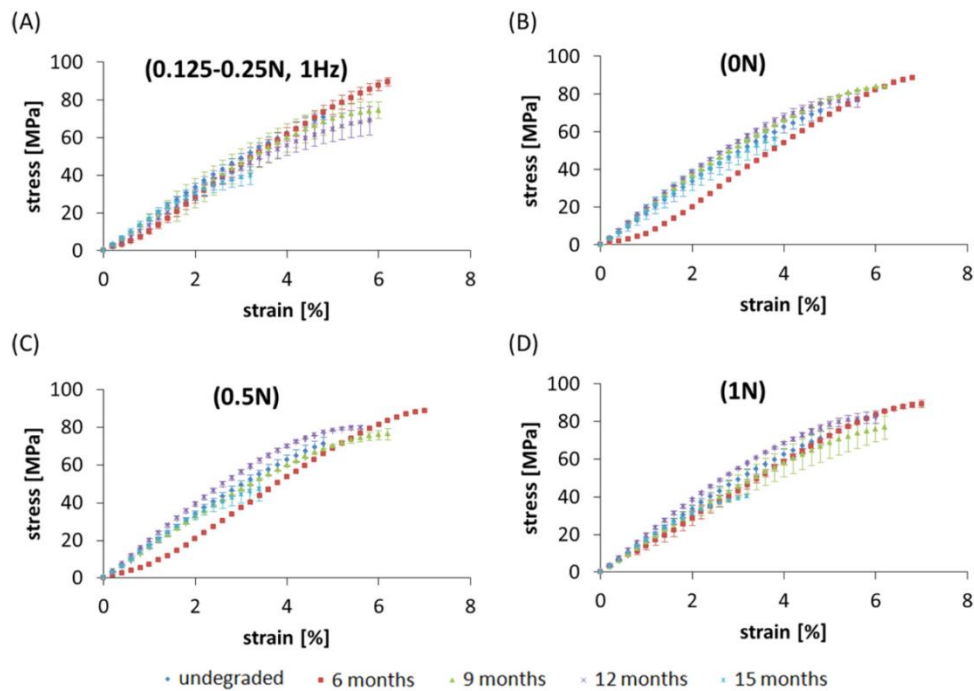 (A)
(0.125-0.25N, 1Hz)
stress [MPa]
100
80
60
40
20
0
0 2 4 6 8
strain [%]
(B)
(0N)
stress [MPa]
100
80
60
40
20
0
0 2 4 6 8
strain [%]
(C)
(0.5N)
stress [MPa]
100
80
60
40
20
0
0 2 4 6 8
strain [%]
(D)
(1N)
stress [MPa]
100
80
60
40
20
0
0 2 4 6 8
strain [%]
undegraded 6 months 9 months 12 months 15 months